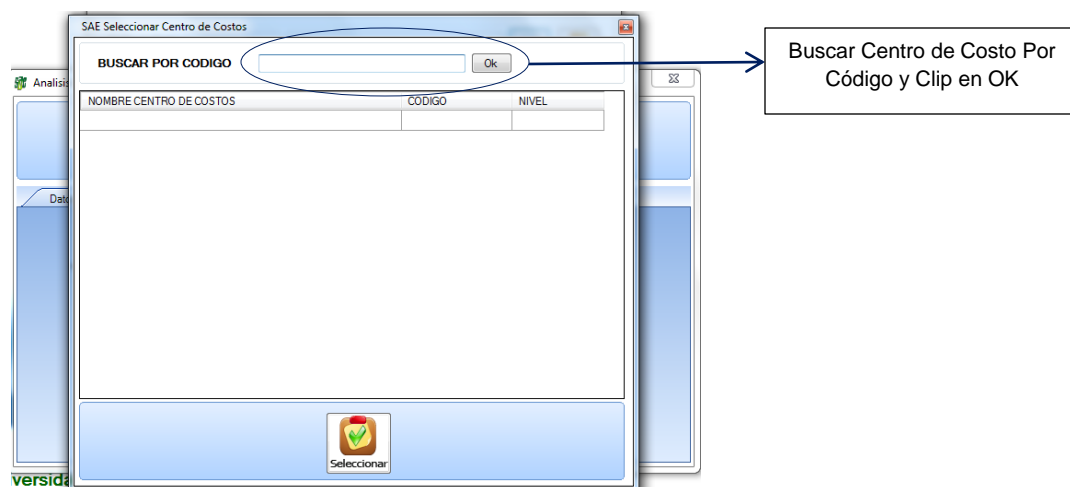 SAE Seleccionar Centro de Costos
BUSCAR POR CODIGO
Ok
Buscar Centro de Costo Por
Código y Clip en OK
Analisis
NOMBRE CENTRO DE COSTOS CODIGO NIVEL
Dato
Seleccionar
versida